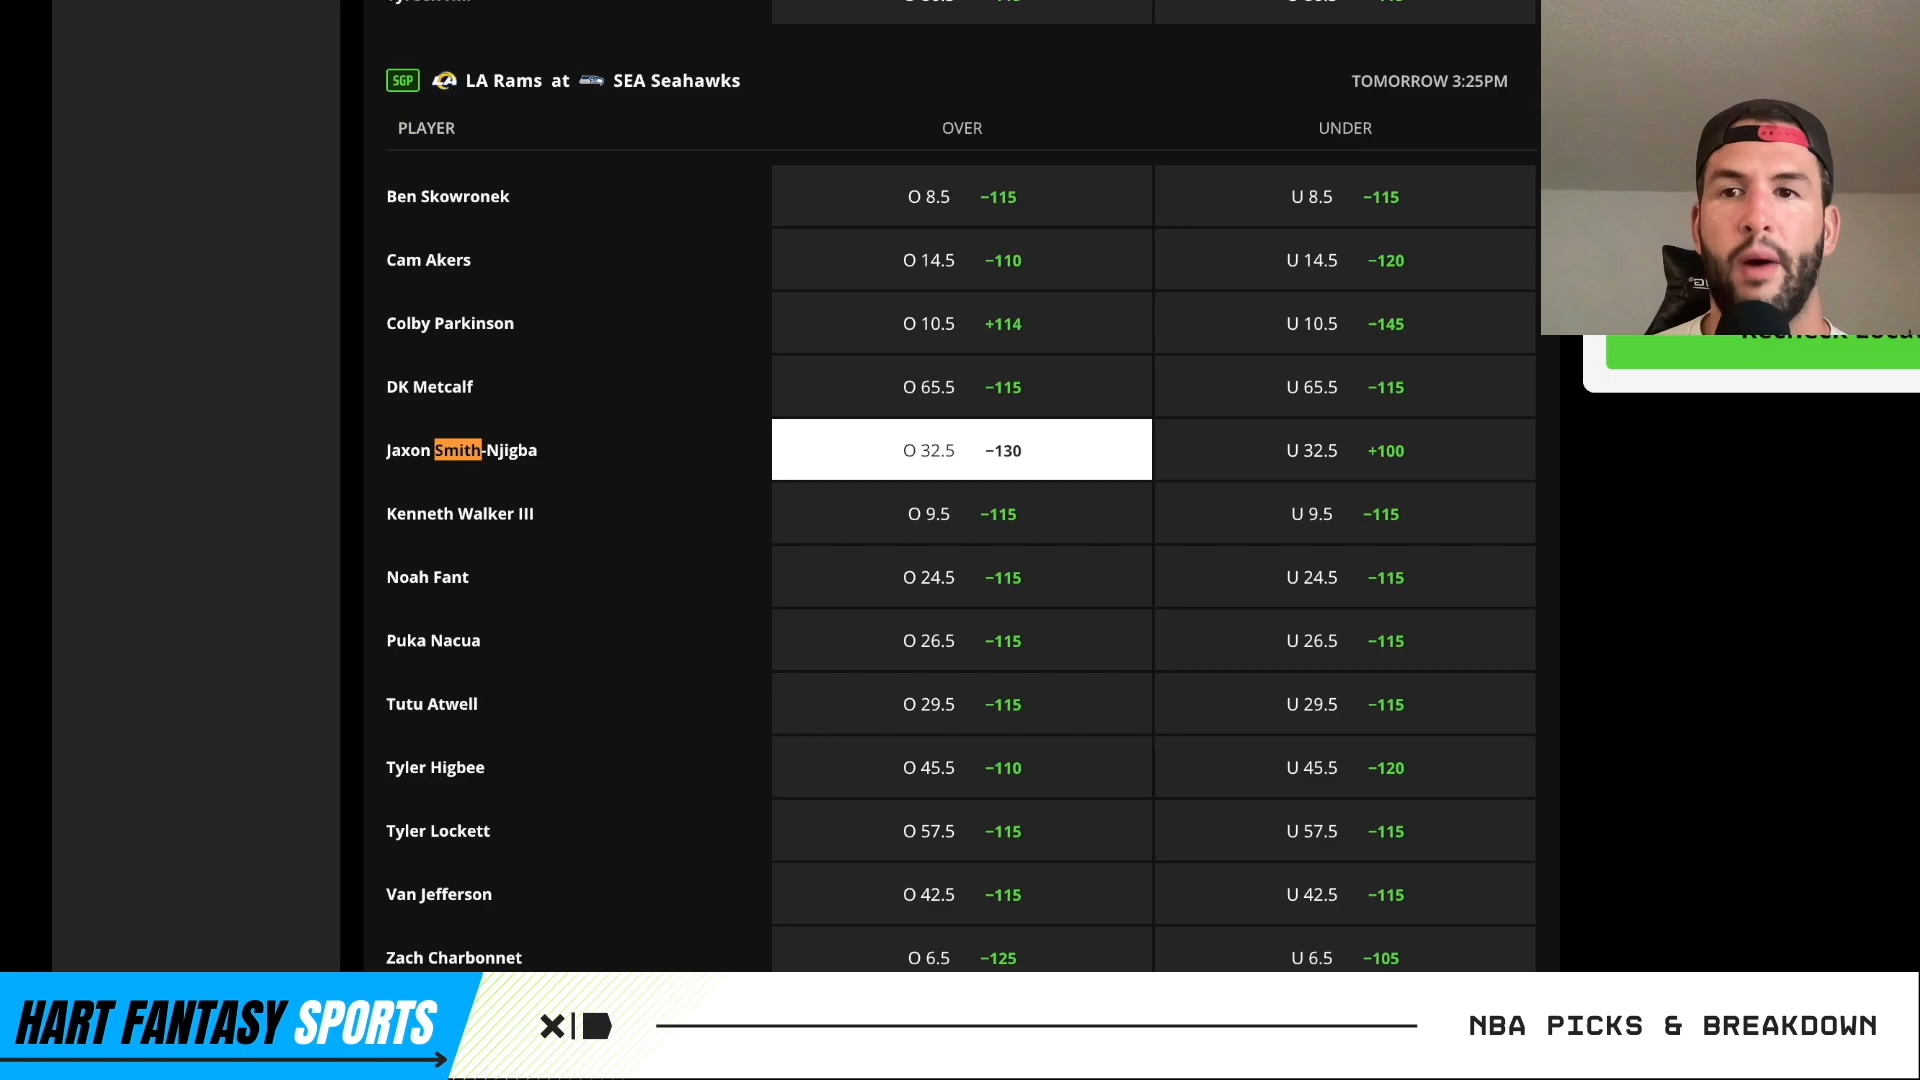 SGP LA Rams at SEA Seahawks TOMORROW 3:25PM
PLAYER OVER UNDER
Ben Skowronek O 8.5 −115 U 8.5 −115
Cam Akers O 14.5 −110 U 14.5 −120
Colby Parkinson O 10.5 +114 U 10.5 −145
DK Metcalf O 65.5 −115 U 65.5 −115
Jaxon Smith-Njigba O 32.5 −130 U 32.5 +100
Kenneth Walker III O 9.5 −115 U 9.5 −115
Noah Fant O 24.5 −115 U 24.5 −115
Puka Nacua O 26.5 −115 U 26.5 −115
Tutu Atwell O 29.5 −115 U 29.5 −115
Tyler Higbee O 45.5 −110 U 45.5 −120
Tyler Lockett O 57.5 −115 U 57.5 −115
Van Jefferson O 42.5 −115 U 42.5 −115
Zach Charbonnet O 6.5 −125 U 6.5 −105
HART FANTASY SPORTS
NBA PICKS & BREAKDOWN